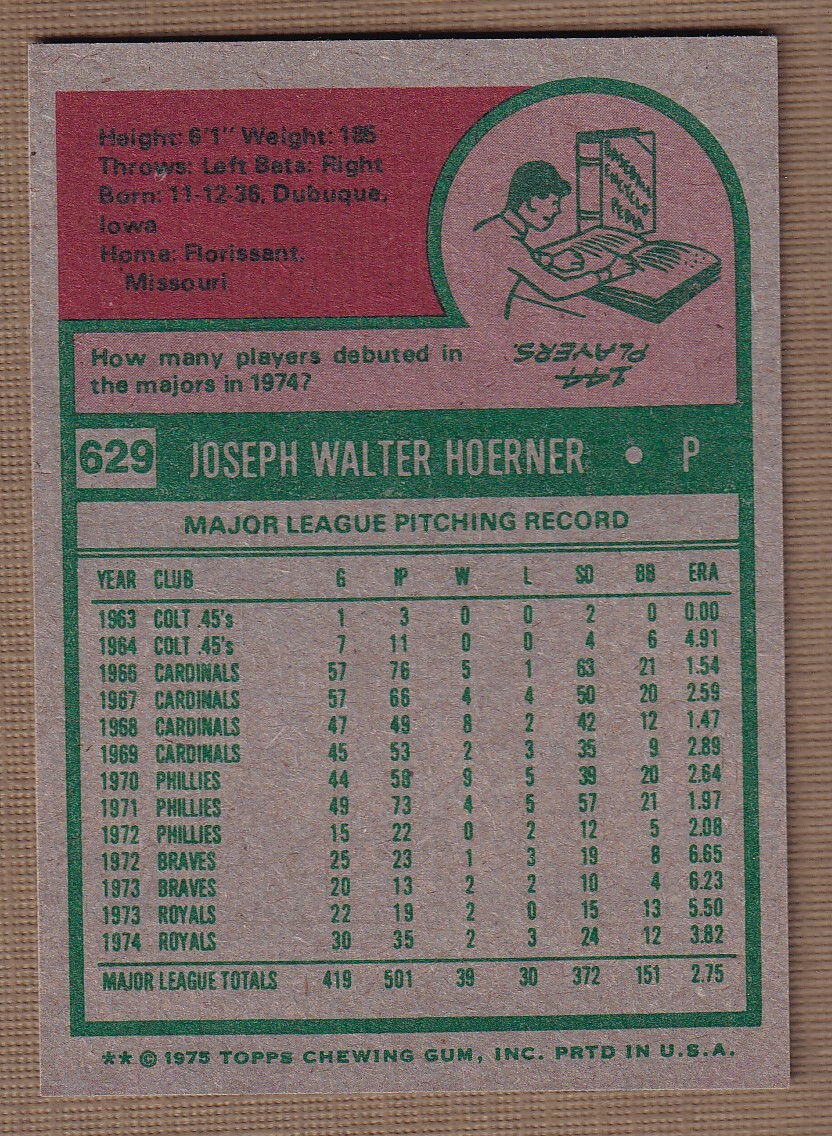 Height: 6'1" Weight: 185
Throws: Left Bats: Right
Born: 11-12-36, Dubuque,
Iowa
Home: Florissant,
Missouri
BASEBALL
ENCYCLO
PEDIA
How many players debuted in
the majors in 1974?
144
PLAYERS.
629 JOSEPH WALTER HOERNER • P
MAJOR LEAGUE PITCHING RECORD
YEAR CLUB G IP W L SO BB ERA
1963 COLT .45's 1 3 0 0 2 0 0.00
1964 COLT .45's 7 11 0 0 4 6 4.91
1966 CARDINALS 57 76 5 1 63 21 1.54
1967 CARDINALS 57 66 4 4 50 20 2.59
1968 CARDINALS 47 49 8 2 42 12 1.47
1969 CARDINALS 45 53 2 3 35 9 2.89
1970 PHILLIES 44 58 9 5 39 20 2.64
1971 PHILLIES 49 73 4 5 57 21 1.97
1972 PHILLIES 15 22 0 2 12 5 2.08
1972 BRAVES 25 23 1 3 19 8 6.65
1973 BRAVES 20 13 2 2 10 4 6.23
1973 ROYALS 22 19 2 0 15 13 5.50
1974 ROYALS 30 35 2 3 24 12 3.82
MAJOR LEAGUE TOTALS 419 501 39 30 372 151 2.75
** © 1975 TOPPS CHEWING GUM, INC. PRTD IN U.S.A.